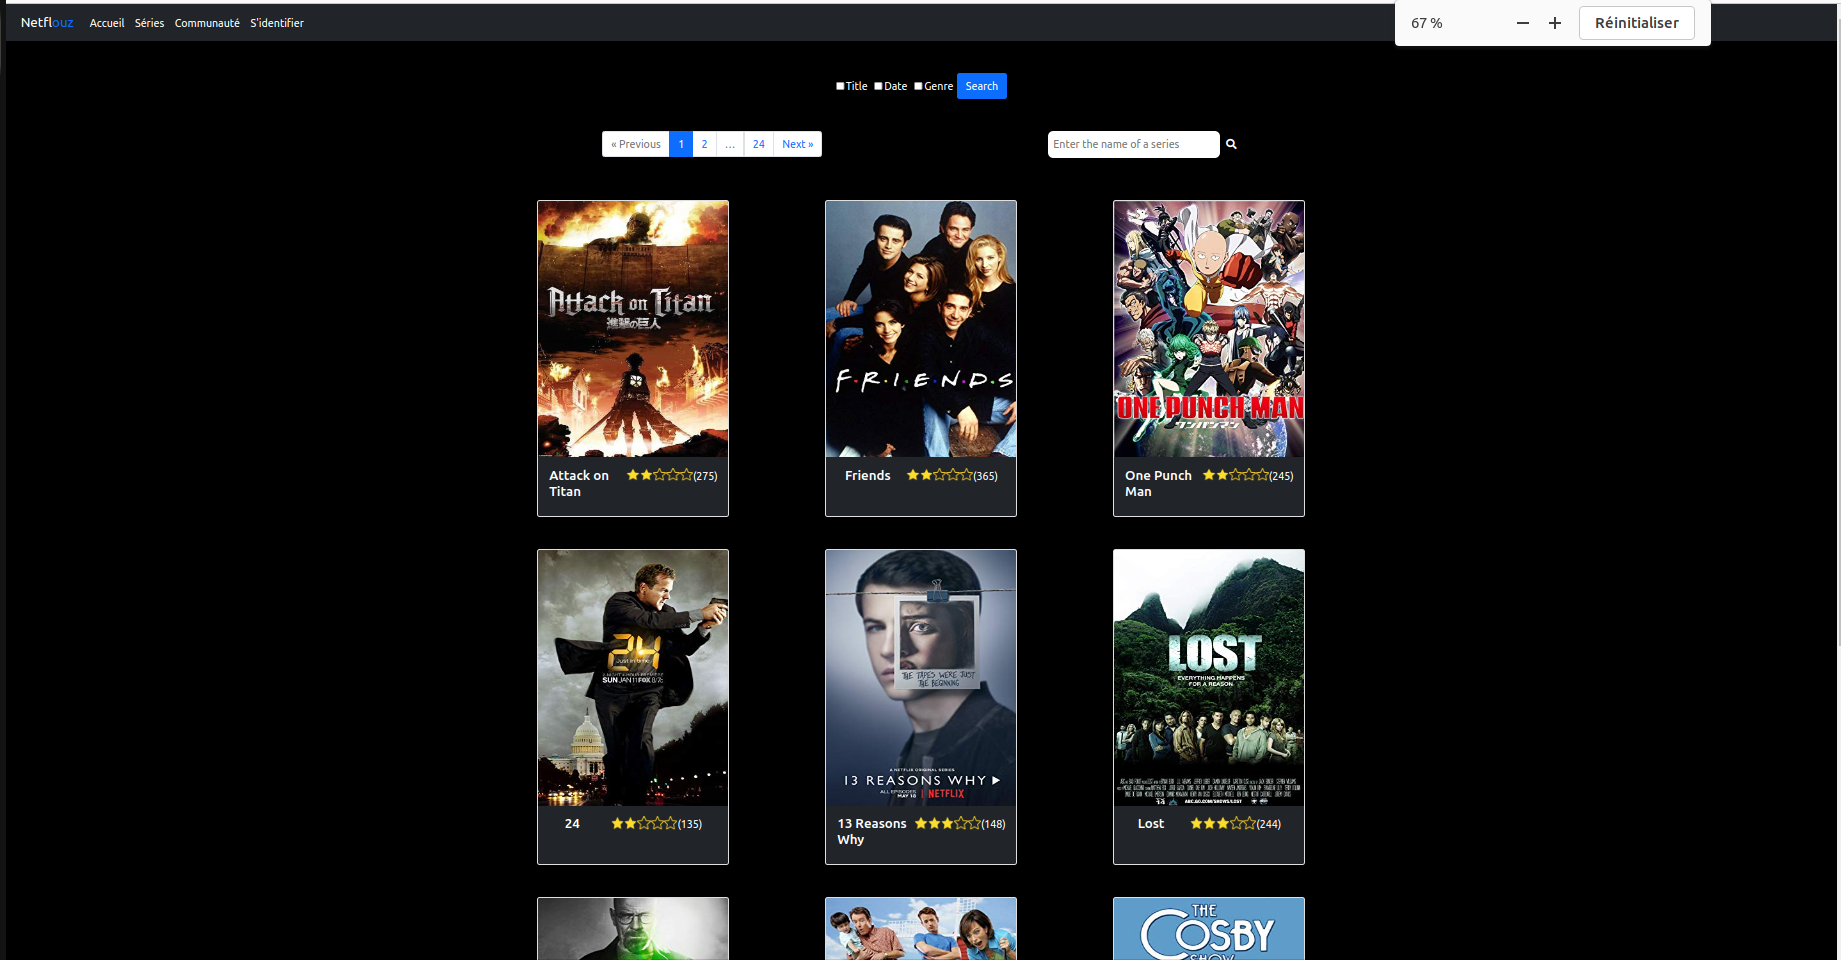 Netflouz Accueil Séries Communauté S'identifier
67 % − + Réinitialiser
Title Date Genre Search
« Previous 1 2 … 24 Next »
Enter the name of a series
Attack on Titan
進撃の巨人
F·R·I·E·N·D·S
ONE PUNCH MAN
ワンパンマン
Attack on Titan (275)
Friends (365)
One Punch Man (245)
24
Just in time
SUN JAN 11 FOX 8/7c
THE TAPES WERE JUST
THE BEGINNING
A NETFLIX ORIGINAL SERIES
13 REASONS WHY
ALL EPISODES
MAY 18 | NETFLIX
LOST
EVERYTHING HAPPENS
FOR A REASON.
ABC.GO.COM/SHOWS/LOST
24 (135)
13 Reasons Why (148)
Lost (244)
THE
COSBY
SHOW